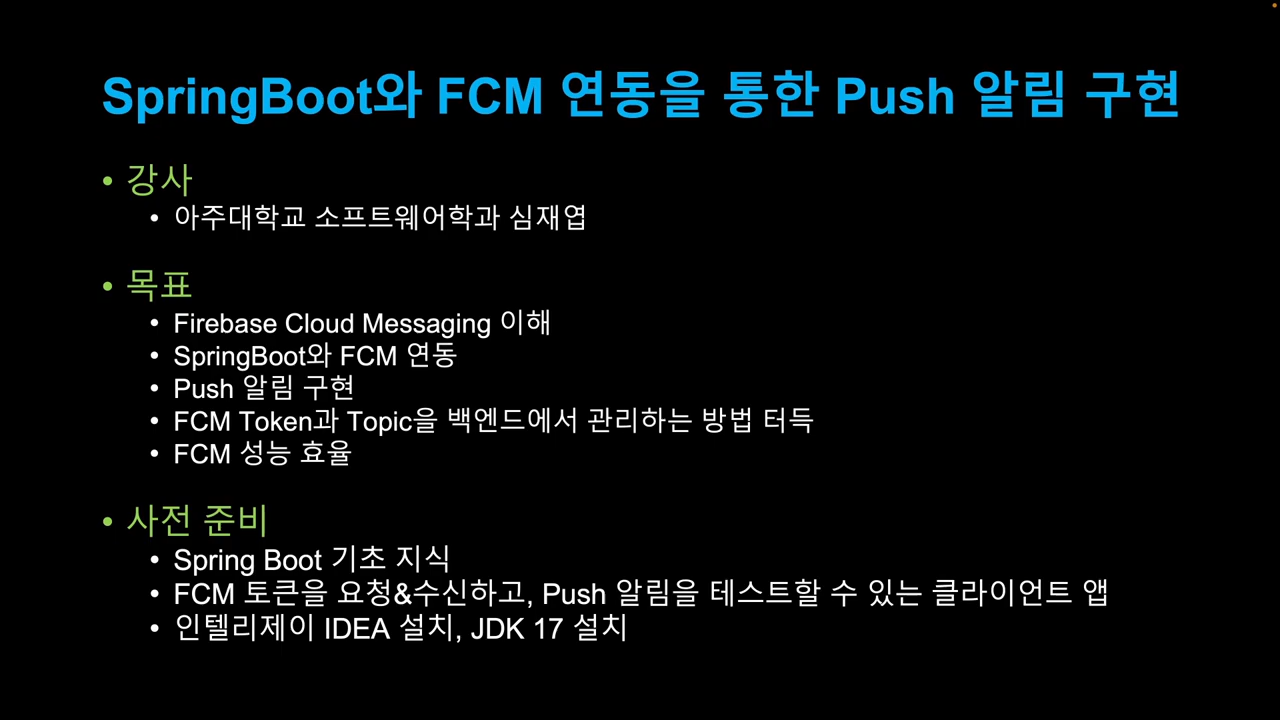 SpringBoot와 FCM 연동을 통한 Push 알림 구현
• 강사
• 아주대학교 소프트웨어학과 심재엽
• 목표
• Firebase Cloud Messaging 이해
• SpringBoot와 FCM 연동
• Push 알림 구현
• FCM Token과 Topic을 백엔드에서 관리하는 방법 터득
• FCM 성능 효율
• 사전 준비
• Spring Boot 기초 지식
• FCM 토큰을 요청&수신하고, Push 알림을 테스트할 수 있는 클라이언트 앱
• 인텔리제이 IDEA 설치, JDK 17 설치